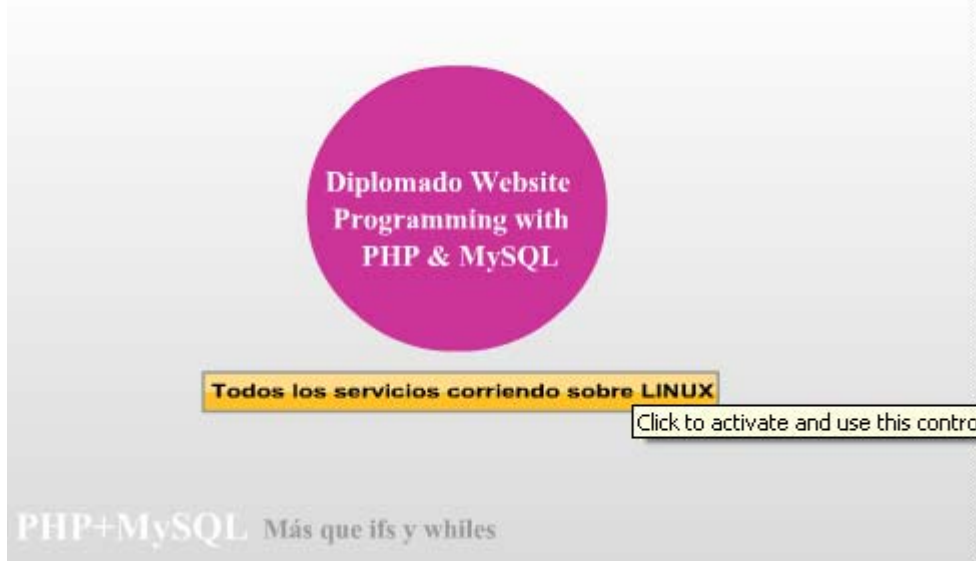 Diplomado Website
Programming with
PHP & MySQL
Todos los servicios corriendo sobre LINUX
Click to activate and use this contro
PHP+MySQL Más que ifs y whiles